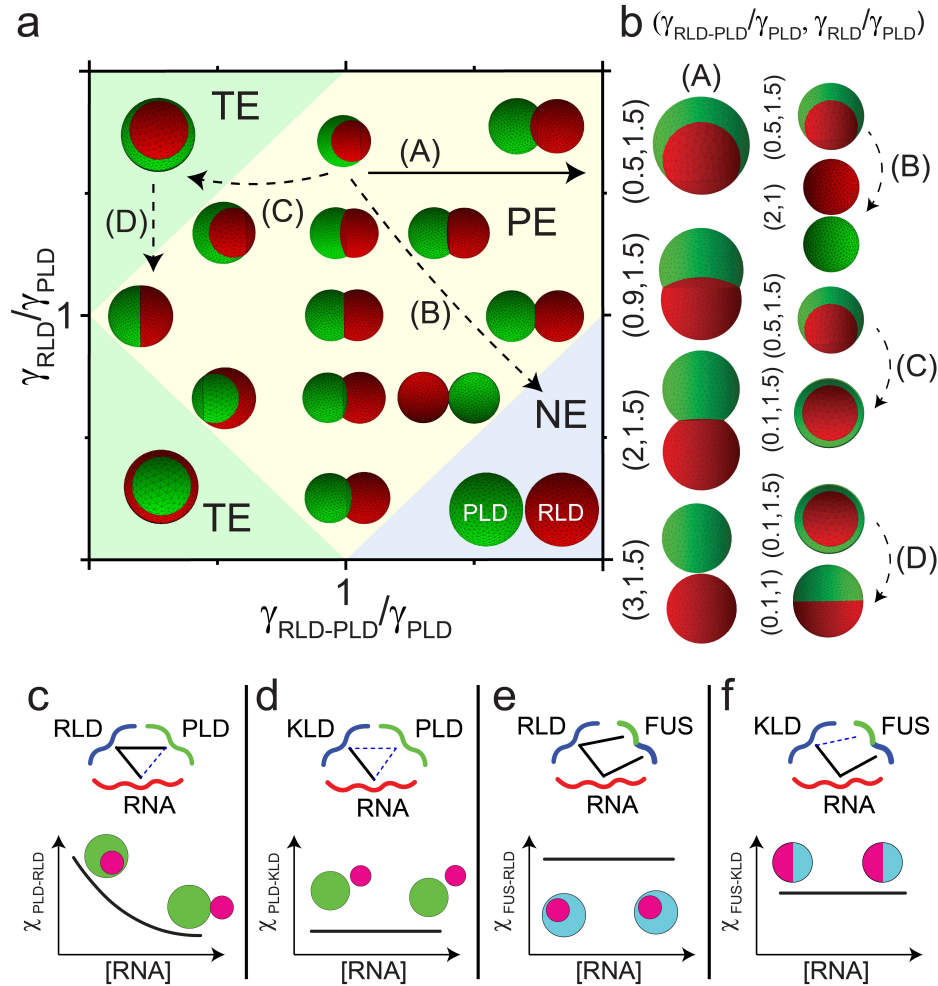 a
TE
(A)
(D)
(C)
PE
(B)
NE
TE
PLD
RLD
1
1
γRLD/γPLD
γRLD-PLD/γPLD
b (γRLD-PLD/γPLD, γRLD/γPLD)
(A)
(0.5,1.5)
(0.9,1.5)
(2,1.5)
(3,1.5)
(0.5,1.5)
(B)
(2,1)
(0.5,1.5)
(C)
(0.1,1.5)
(0.1,1.5)
(D)
(0.1,1)
c
RLD PLD
RNA
χPLD-RLD
[RNA]
d
KLD PLD
RNA
χPLD-KLD
[RNA]
e
RLD FUS
RNA
χFUS-RLD
[RNA]
f
KLD FUS
RNA
χFUS-KLD
[RNA]